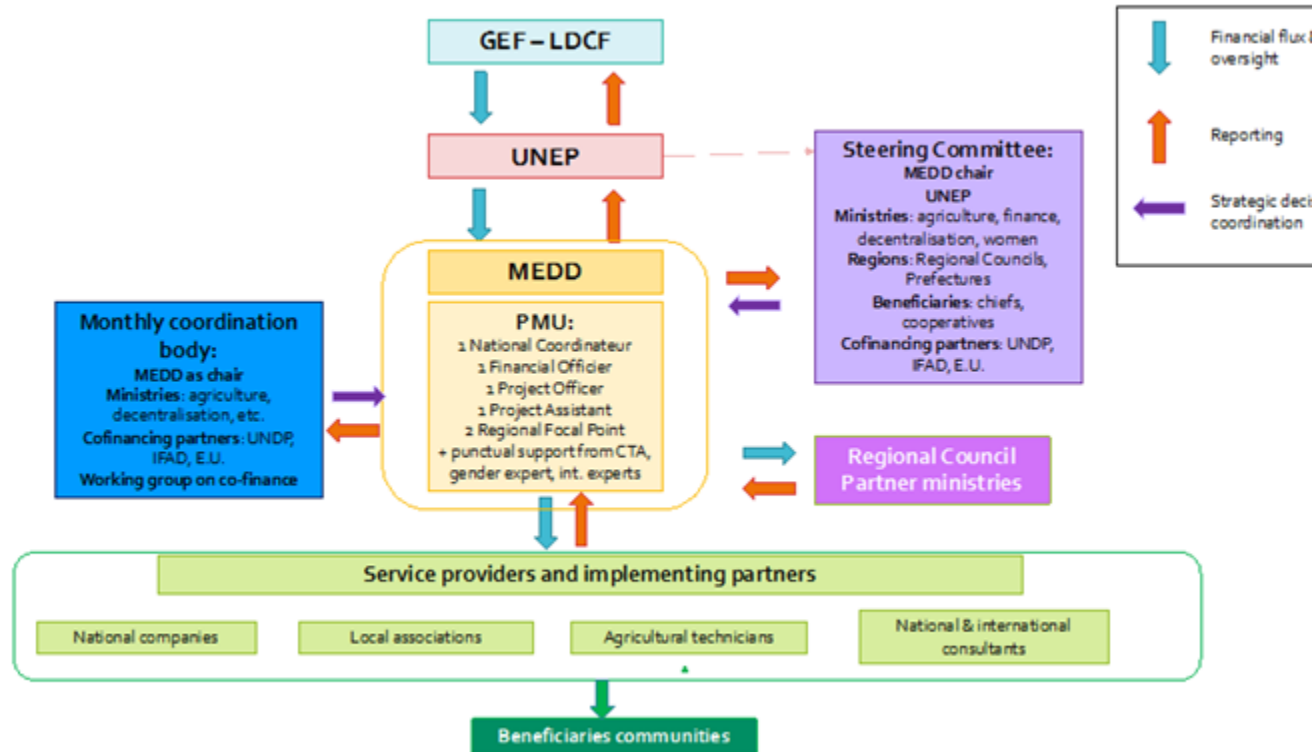 GEF – LDCF
Financial flux &
oversight
Reporting
Strategic decis
coordination
UNEP
Steering Committee:
MEDD chair
UNEP
Ministries: agriculture, finance,
decentralisation, women
Regions: Regional Councils,
Prefectures
Beneficiaries: chiefs,
cooperatives
Cofinancing partners: UNDP,
IFAD, E.U.
MEDD
PMU:
1 National Coordinateur
1 Financial Officier
1 Project Officer
1 Project Assistant
2 Regional Focal Point
+ punctual support from CTA,
gender expert, int. experts
Monthly coordination
body:
MEDD as chair
Ministries: agriculture,
decentralisation, etc.
Cofinancing partners: UNDP,
IFAD, E.U.
Working group on co-finance
Regional Council
Partner ministries
Service providers and implementing partners
National companies
Local associations
Agricultural technicians
National & international
consultants
Beneficiaries communities